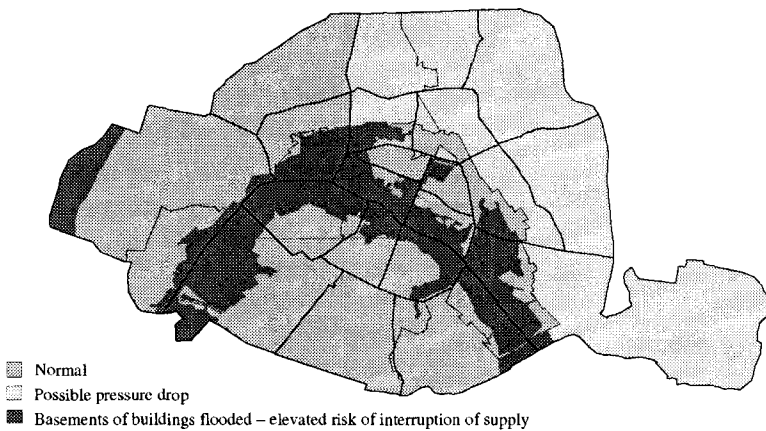 Normal
Possible pressure drop
Basements of buildings flooded – elevated risk of interruption of supply